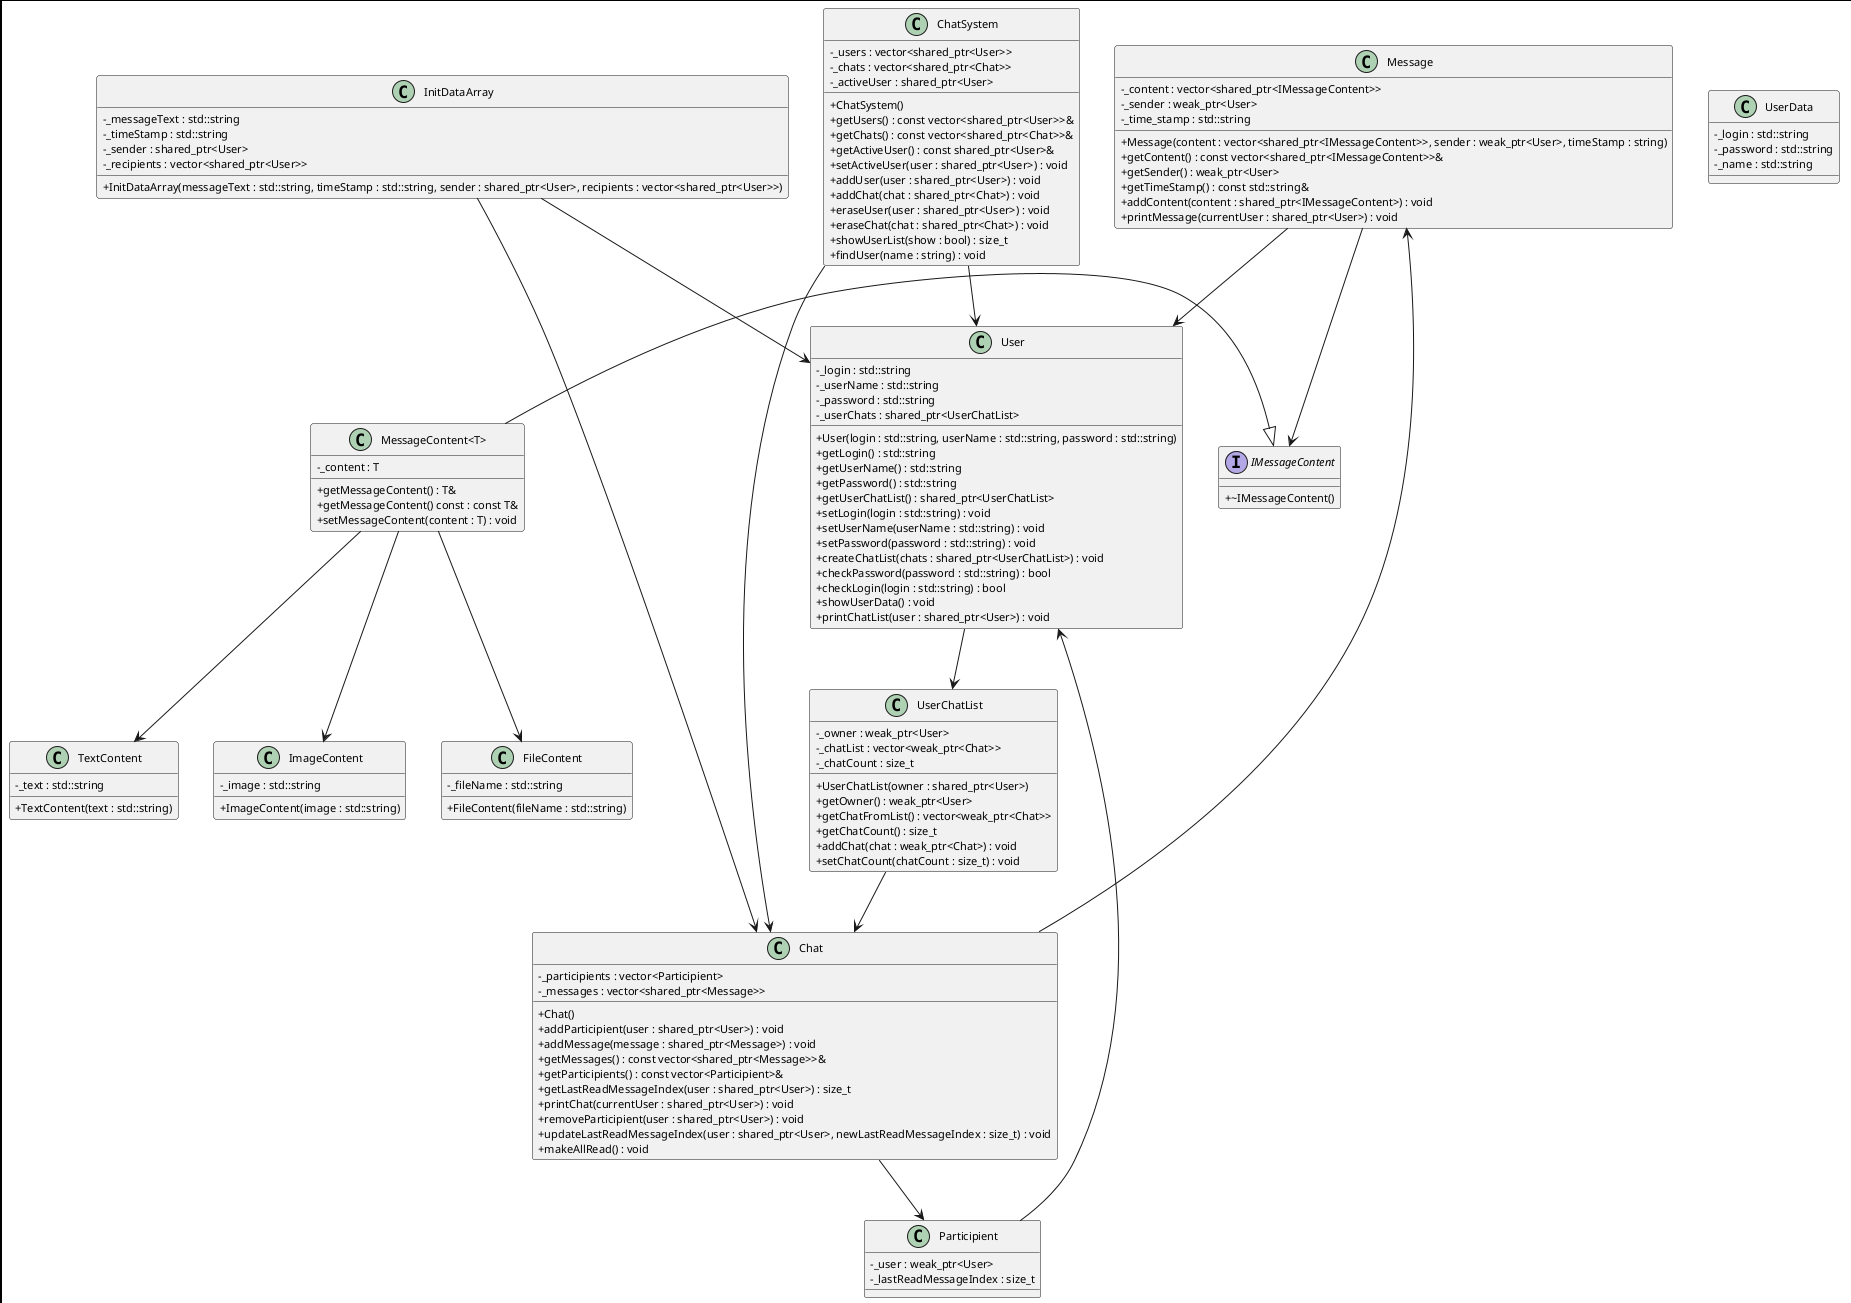 C ChatSystem
-_users : vector<shared_ptr<User>>
-_chats : vector<shared_ptr<Chat>>
-_activeUser : shared_ptr<User>
+ChatSystem()
+getUsers() : const vector<shared_ptr<User>>&
+getChats() : const vector<shared_ptr<Chat>>&
+getActiveUser() : const shared_ptr<User>&
+setActiveUser(user : shared_ptr<User>) : void
+addUser(user : shared_ptr<User>) : void
+addChat(chat : shared_ptr<Chat>) : void
+eraseUser(user : shared_ptr<User>) : void
+eraseChat(chat : shared_ptr<Chat>) : void
+showUserList(show : bool) : size_t
+findUser(name : string) : void
C Message
-_content : vector<shared_ptr<IMessageContent>>
-_sender : weak_ptr<User>
-_time_stamp : std::string
+Message(content : vector<shared_ptr<IMessageContent>>, sender : weak_ptr<User>, timeStamp : string)
+getContent() : const vector<shared_ptr<IMessageContent>>&
+getSender() : weak_ptr<User>
+getTimeStamp() : const std::string&
+addContent(content : shared_ptr<IMessageContent>) : void
+printMessage(currentUser : shared_ptr<User>) : void
C InitDataArray
-_messageText : std::string
-_timeStamp : std::string
-_sender : shared_ptr<User>
-_recipients : vector<shared_ptr<User>>
+InitDataArray(messageText : std::string, timeStamp : std::string, sender : shared_ptr<User>, recipients : vector<shared_ptr<User>>)
C UserData
-_login : std::string
-_password : std::string
-_name : std::string
C User
-_login : std::string
-_userName : std::string
-_password : std::string
-_userChats : shared_ptr<UserChatList>
+User(login : std::string, userName : std::string, password : std::string)
+getLogin() : std::string
+getUserName() : std::string
+getPassword() : std::string
+getUserChatList() : shared_ptr<UserChatList>
+setLogin(login : std::string) : void
+setUserName(userName : std::string) : void
+setPassword(password : std::string) : void
+createChatList(chats : shared_ptr<UserChatList>) : void
+checkPassword(password : std::string) : bool
+checkLogin(login : std::string) : bool
+showUserData() : void
+printChatList(user : shared_ptr<User>) : void
C MessageContent<T>
-_content : T
+getMessageContent() : T&
+getMessageContent() const : const T&
+setMessageContent(content : T) : void
I IMessageContent
+~IMessageContent()
C UserChatList
-_owner : weak_ptr<User>
-_chatList : vector<weak_ptr<Chat>>
-_chatCount : size_t
+UserChatList(owner : shared_ptr<User>)
+getOwner() : weak_ptr<User>
+getChatFromList() : vector<weak_ptr<Chat>>
+getChatCount() : size_t
+addChat(chat : weak_ptr<Chat>) : void
+setChatCount(chatCount : size_t) : void
C TextContent
-_text : std::string
+TextContent(text : std::string)
C ImageContent
-_image : std::string
+ImageContent(image : std::string)
C FileContent
-_fileName : std::string
+FileContent(fileName : std::string)
C Chat
-_participients : vector<Participient>
-_messages : vector<shared_ptr<Message>>
+Chat()
+addParticipient(user : shared_ptr<User>) : void
+addMessage(message : shared_ptr<Message>) : void
+getMessages() : const vector<shared_ptr<Message>>&
+getParticipients() : const vector<Participient>&
+getLastReadMessageIndex(user : shared_ptr<User>) : size_t
+printChat(currentUser : shared_ptr<User>) : void
+removeParticipient(user : shared_ptr<User>) : void
+updateLastReadMessageIndex(user : shared_ptr<User>, newLastReadMessageIndex : size_t) : void
+makeAllRead() : void
C Participient
-_user : weak_ptr<User>
-_lastReadMessageIndex : size_t